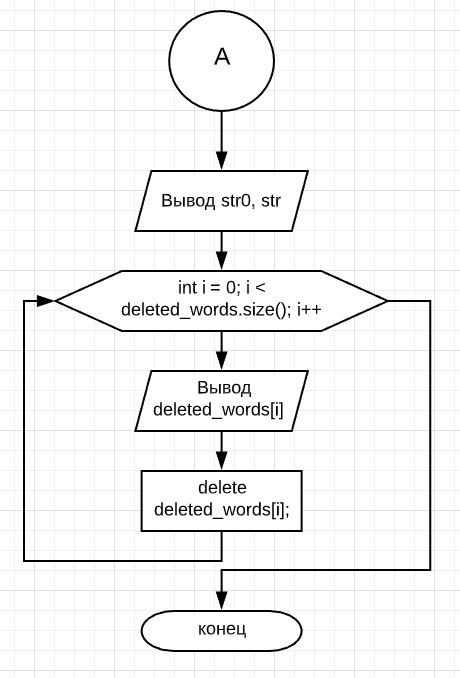 A
Вывод str0, str
int i = 0; i <
deleted_words.size(); i++
Вывод
deleted_words[i]
delete
deleted_words[i];
конец